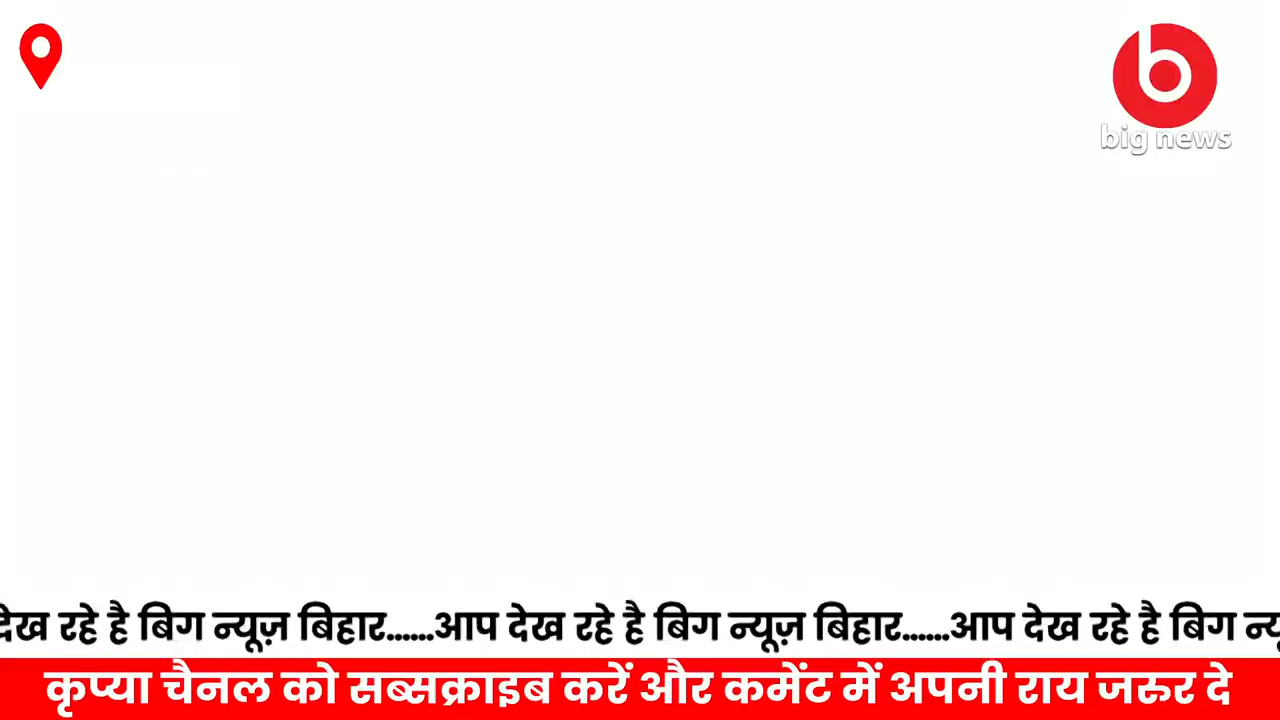 big news
देख रहे है बिग न्यूज़ बिहार......आप देख रहे है बिग न्यूज़ बिहार......आप देख रहे है बिग
कृप्या चैनल को सब्सक्राइब करें और कमेंट में अपनी राय जरुर दे